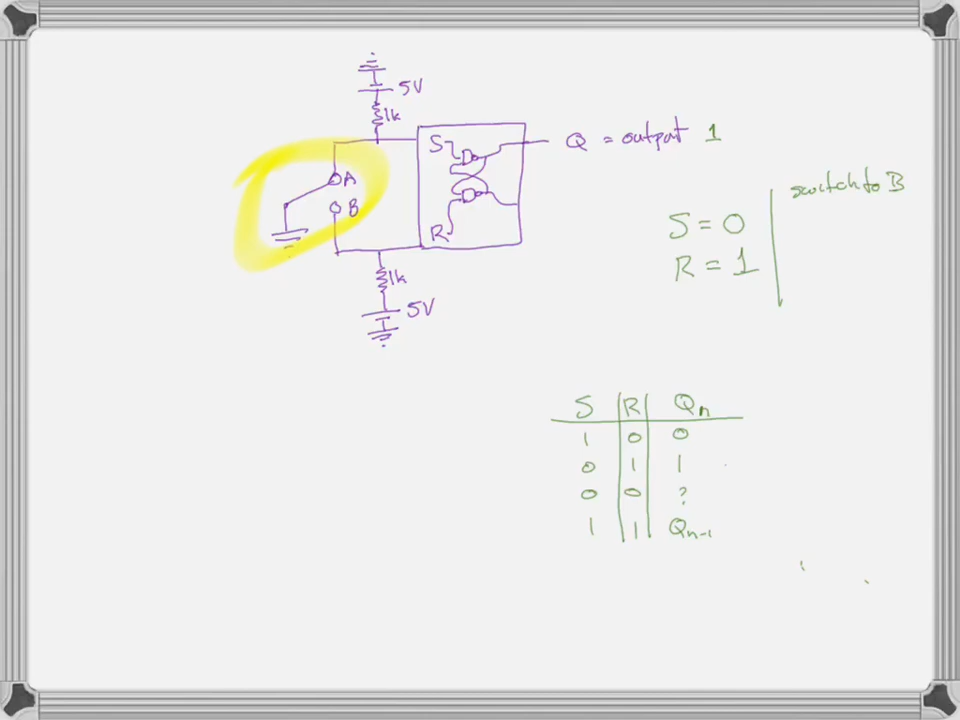 5V
1k
S
Q = output 1
A
B
R
1k
5V
switch to B
S = 0
R = 1
S R Qn
1 0 0
0 1 1
0 0 ?
1 1 Qn-1